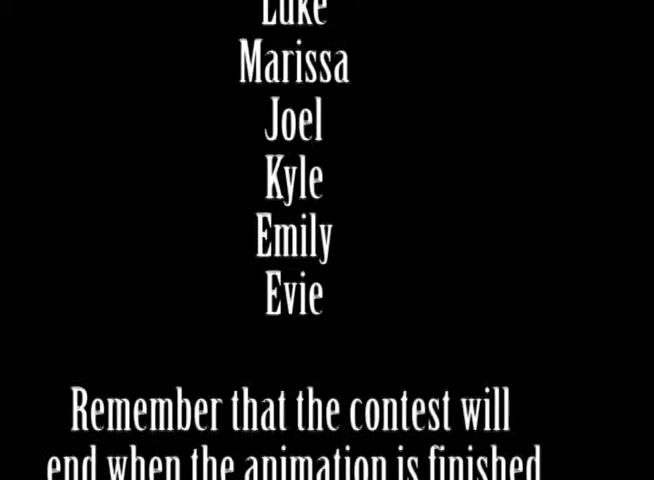 Luke
Marissa
Joel
Kyle
Emily
Evie
Remember that the contest will
end when the animation is finished